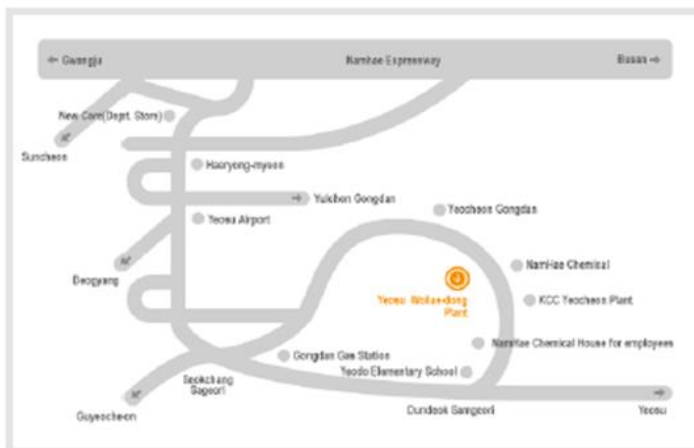 ← Gwangju
Namhae Expressway
Busan →
New Core(Dept. Store)
Suncheon
Haeryong-myeon
Yulchon Gongdan
Yeocheon Gongdan
Yeosu Airport
NamHae Chemical
Deogyang
Yeosu Wollae-dong
Plant
KCC Yeocheon Plant
NamHae Chemical House for employees
Gongdan Gas Station
Yeodo Elementary School
Seokchang
Sageori
Guyeocheon
Dundeok Samgeori
Yeosu